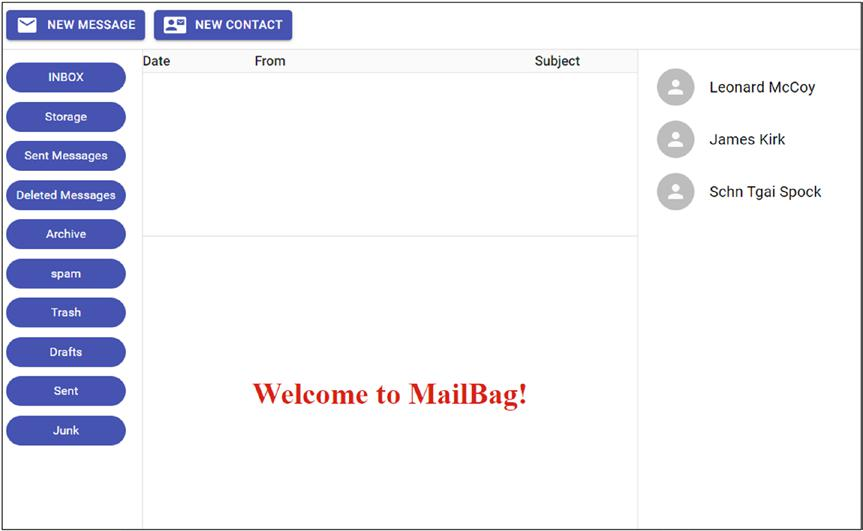 NEW MESSAGE
NEW CONTACT
INBOX
Storage
Sent Messages
Deleted Messages
Archive
spam
Trash
Drafts
Sent
Junk
Date From Subject
Welcome to MailBag!
Leonard McCoy
James Kirk
Schn Tgai Spock